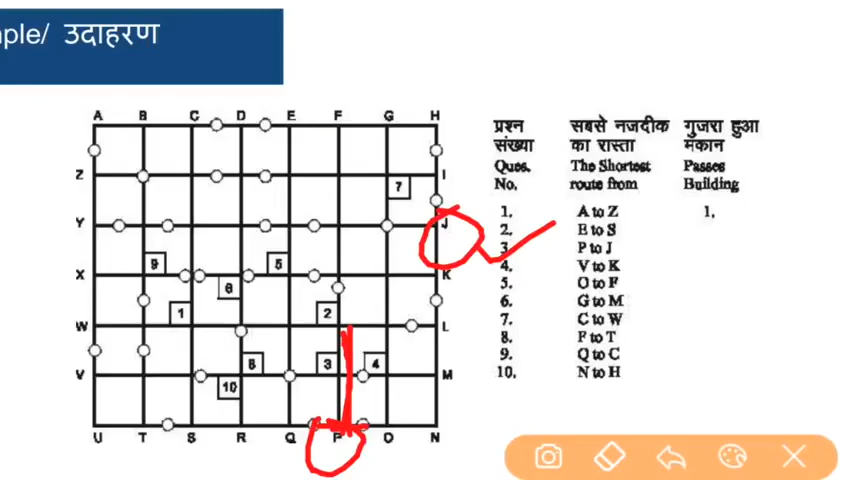 nple/ उदाहरण
A B C D E F G H
Z I
7
Y J
9 5
X K
6
1 2
W L
8 3 4
V M
10
U T S R Q P O N
प्रश्न सबसे नजदीक गुजरा हुआ
संख्या का रास्ता मकान
Ques. The Shortest Passes
No. route from Building
1. A to Z 1.
2. E to S
3. P to J
4. V to K
5. O to F
6. G to M
7. C to W
8. F to T
9. Q to C
10. N to H